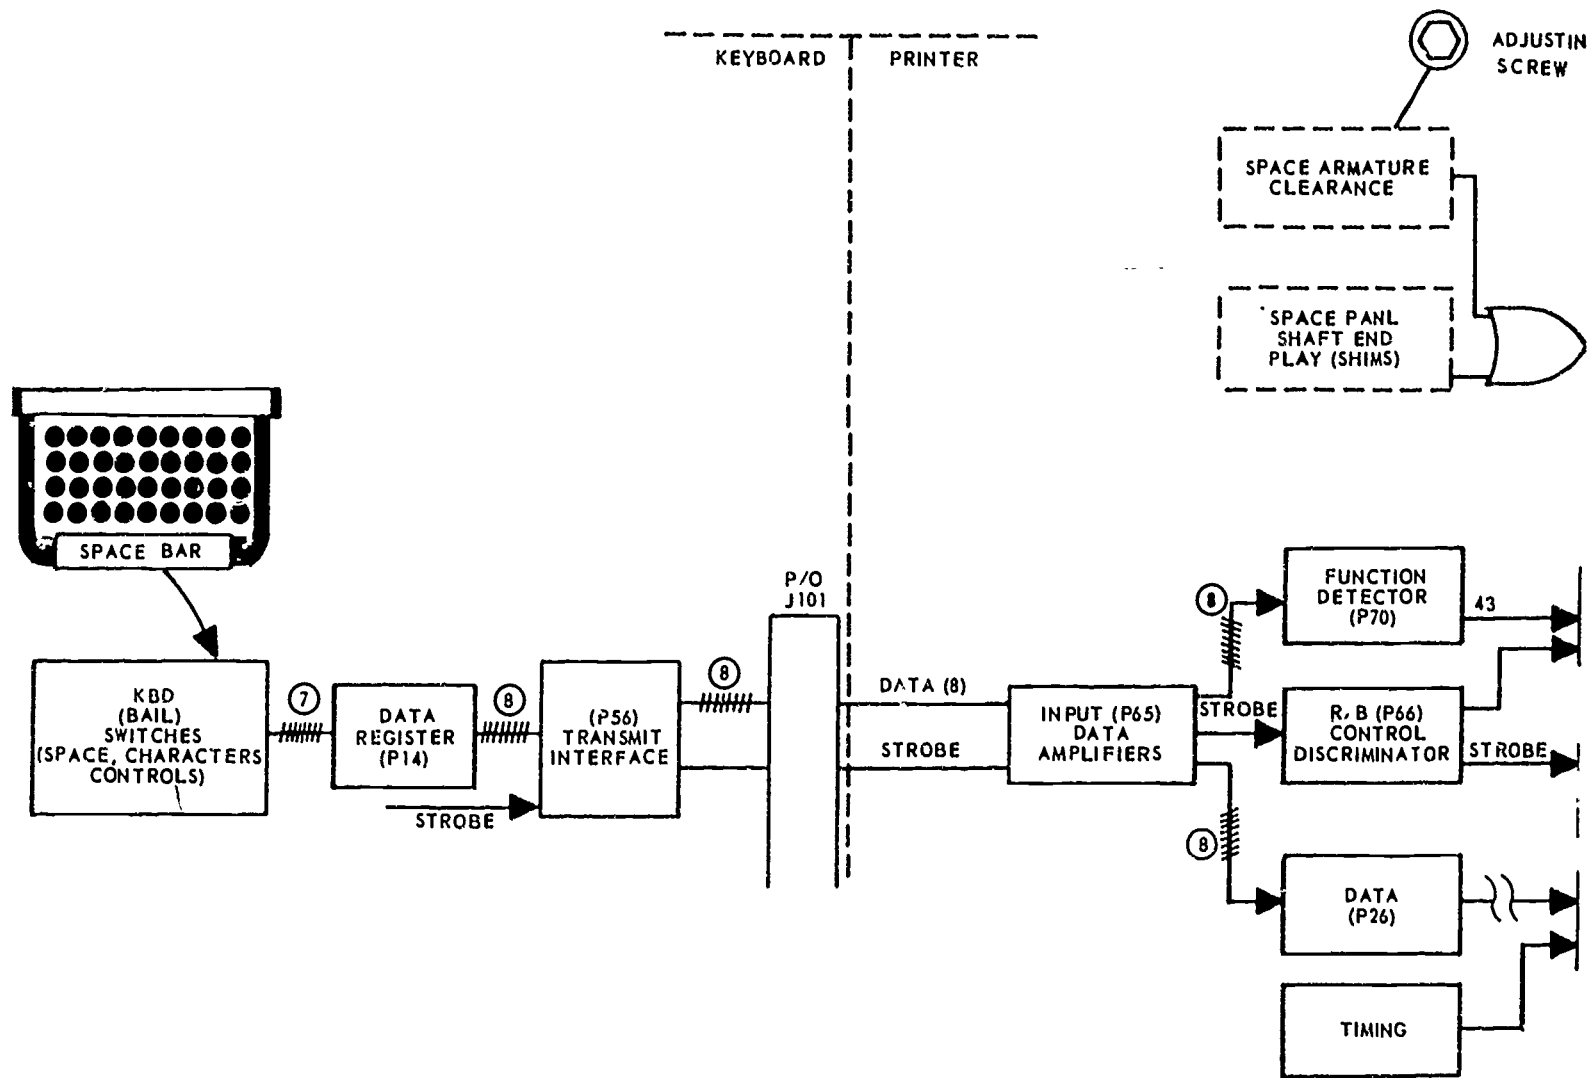 KEYBOARD
PRINTER
ADJUSTIN
SCREW
SPACE ARMATURE
CLEARANCE
SPACE PANL
SHAFT END
PLAY (SHIMS)
SPACE BAR
P/O
J101
KBD
(BAIL)
SWITCHES
(SPACE, CHARACTERS
CONTROLS)
7
DATA
REGISTER
(P14)
8
STROBE
(P56)
TRANSMIT
INTERFACE
8
DATA (8)
STROBE
INPUT (P65)
DATA
AMPLIFIERS
8
STROBE
8
FUNCTION
DETECTOR
(P70)
43
R, B (P66)
CONTROL
DISCRIMINATOR
STROBE
DATA
(P26)
TIMING